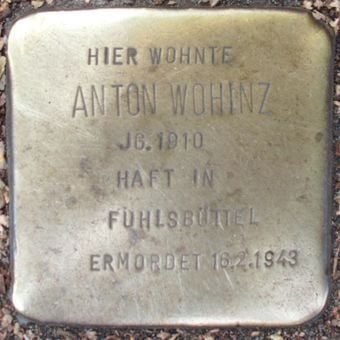 HIER WOHNTE
ANTON WOHINZ
JG. 1910
HAFT IN
FUHLSBÜTTEL
ERMORDET 16.2.1943